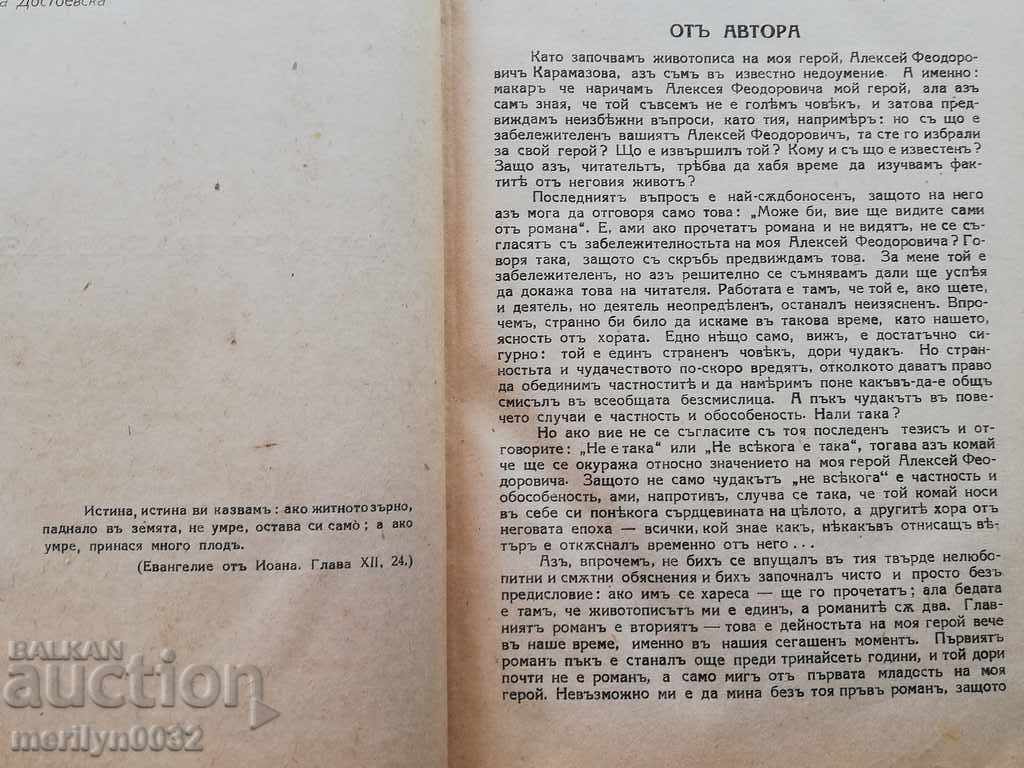 а Достоевска
Истина, истина ви казвамъ: ако житното зърно,
паднало въ земята, не умре, остава си само; а ако
умре, принася много плодъ.
(Евангелие отъ Иоана. Глава XII, 24.)
ОТЪ АВТОРА
Като започвамъ животописа на моя герой, Алексей Феодоро-
вичъ Карамазова, азъ съмъ въ известно недоумение. А именно:
макаръ че наричамъ Алексея Феодоровича мой герой, ала азъ
самъ зная, че той съвсем не е голѣмъ човѣкъ, и затова пред-
виждамъ неизбѣжни въпроси, като тия, напримѣръ: но съ що е
забележителенъ вашиятъ Алексей Феодоровичъ, та сте го избрали
за свой герой? Що е извършилъ той? Кому и съ що е известенъ?
Защо азъ, читательтъ, трѣбва да хабя време да изучвамъ фак-
титѣ отъ неговия животъ?
Последниятъ въпросъ е най-сѫдбоносенъ, защото на него
азъ мога да отговоря само това: „Може би, вие ще видите сами
отъ романа“. Е, ами ако прочетатъ романа и не видятъ, не се съ-
гласятъ съ забележителностьта на моя Алексей Феодоровича? Го-
воря така, защото съ скръбь предвиждамъ това. За мене той е
забележителенъ, но азъ решително се съмнявамъ дали ще успѣя
да докажа това на читателя. Работата е тамъ, че той е, ако щете,
и деятель, но деятель неопредѣленъ, останалъ неизясненъ. Впро-
чемъ, странно би било да искаме въ такова време, като нашето,
ясность отъ хората. Едно нѣщо само, вижъ, е достатъчно си-
гурно: той е единъ страненъ човѣкъ, дори чудакъ. Но стран-
ностьта и чудачеството по-скоро вредятъ, отколкото даватъ право
да обединимъ частноститѣ и да намѣримъ поне какъвъ-да-е общъ
смисълъ въ всеобщата безсмислица. А пъкъ чудакътъ въ пове-
чето случаи е частность и обособеность. Нали така?
Но ако вие не се съгласите съ тоя последенъ тезисъ и от-
говорите: „Не е така“ или „Не всѣкога е така“, тогава азъ комай
че ще се окуража относно значението на моя герой Алексей Фео-
доровича. Защото не само чудакътъ „не всѣкога“ е частность и
обособеность, ами, напротивъ, случва се така, че той комай носи
въ себе си понѣкога сърдцевината на цѣлото, а другитѣ хора отъ
неговата епоха — всички, кой знае какъ, нѣкакъвъ отнисащъ вѣ-
търъ е откѫсналъ временно отъ него...
Азъ, впрочемъ, не бихъ се впущалъ въ тия твърде нелюбо-
питни и смѫтни обяснения и бихъ започналъ чисто и просто безъ
предисловие: ако имъ се хареса — ще го прочетатъ; ала бедата
е тамъ, че животописътъ ми е единъ, а романитѣ сѫ два. Глав-
ниятъ романъ е вториятъ — това е дейностьта на моя герой вече
въ наше време, именно въ нашия сегашенъ моментъ. Първиятъ
романъ пъкъ е станалъ още преди тринайсеть години, и той дори
почти не е романъ, а само мигъ отъ първата младость на моя
герой. Невъзможно ми е да мина безъ тоя пръвъ романъ, защото
BALKAN
auction
merilyn0032